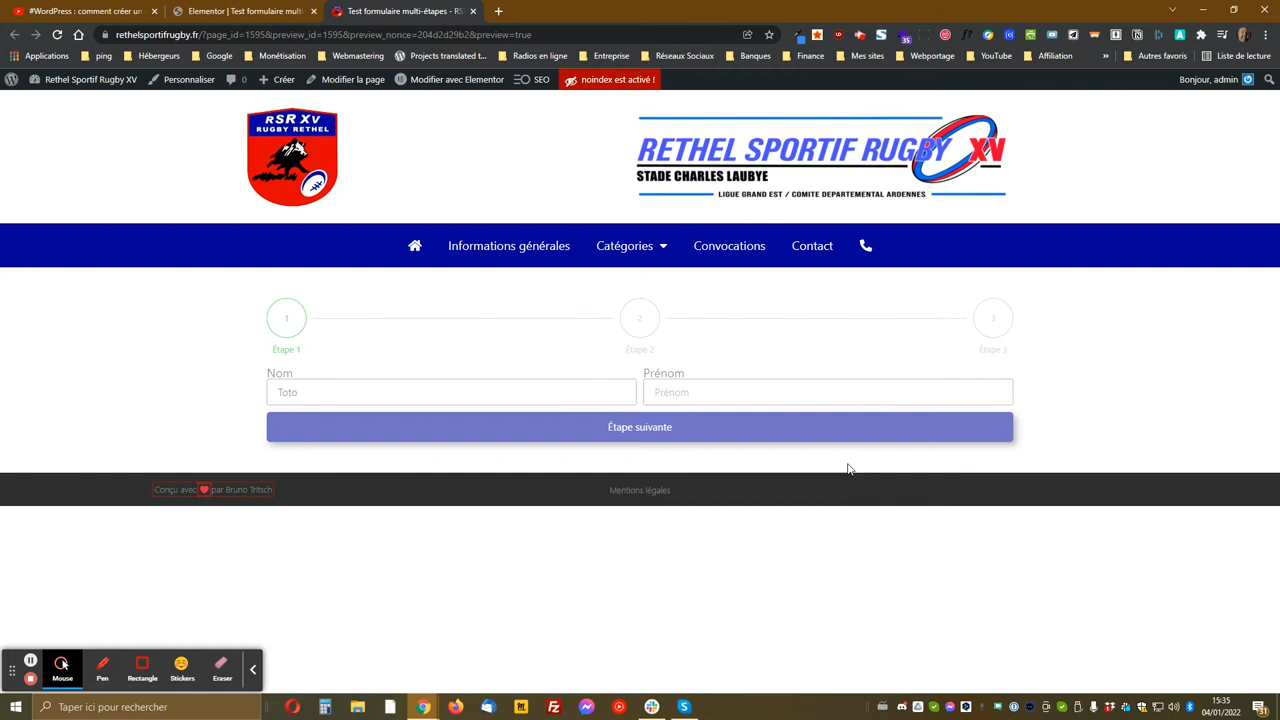 #WordPress : comment créer un
Elementor | Test formulaire multi-
Test formulaire multi-étapes - RS
rethelsportifrugby.fr/?page_id=1595&preview_id=1595&preview_nonce=204d2d29b2&preview=true
Applications
ping
Hébergeurs
Google
Monétisation
Webmastering
Projects translated t...
Radios en ligne
Entreprise
Réseaux Sociaux
Banques
Finance
Mes sites
Webportage
YouTube
Affiliation
»
Autres favoris
Liste de lecture
Rethel Sportif Rugby XV
Personnaliser
0
Créer
Modifier la page
Modifier avec Elementor
SEO
noindex est activé !
Bonjour, admin
RSR XV
RUGBY RETHEL
RETHEL SPORTIF RUGBY XV
STADE CHARLES LAUBYE
LIGUE GRAND EST / COMITE DEPARTEMENTAL ARDENNES
Informations générales
Catégories
Convocations
Contact
1
2
3
Étape 1
Étape 2
Étape 3
Nom
Prénom
Toto
Prénom
Étape suivante
Conçu avec par Bruno Tritsch
Mentions légales
Mouse
Pen
Rectangle
Stickers
Eraser
Taper ici pour rechercher
15:35
04/01/2022